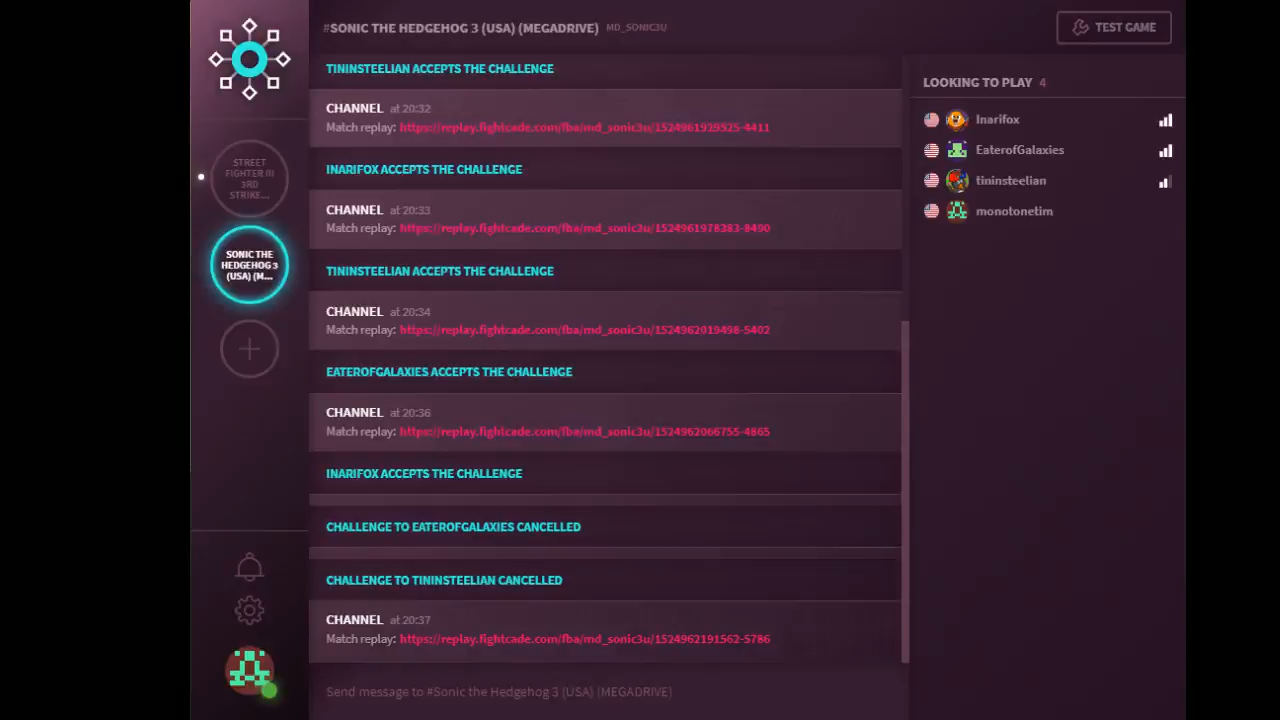 #SONIC THE HEDGEHOG 3 (USA) (MEGADRIVE) MD_SONIC3U
TEST GAME
STREET
FIGHTER III
3RD
STRIKE...
SONIC THE
HEDGEHOG 3
(USA) (M...
TININSTEELIAN ACCEPTS THE CHALLENGE
CHANNEL at 20:32
Match replay: https://replay.fightcade.com/fba/md_sonic3u/1524961929525-4411
INARIFOX ACCEPTS THE CHALLENGE
CHANNEL at 20:33
Match replay: https://replay.fightcade.com/fba/md_sonic3u/1524961978383-8490
TININSTEELIAN ACCEPTS THE CHALLENGE
CHANNEL at 20:34
Match replay: https://replay.fightcade.com/fba/md_sonic3u/1524962019498-5402
EATEROFGALAXIES ACCEPTS THE CHALLENGE
CHANNEL at 20:36
Match replay: https://replay.fightcade.com/fba/md_sonic3u/1524962066755-4865
INARIFOX ACCEPTS THE CHALLENGE
CHALLENGE TO EATEROFGALAXIES CANCELLED
CHALLENGE TO TININSTEELIAN CANCELLED
CHANNEL at 20:37
Match replay: https://replay.fightcade.com/fba/md_sonic3u/1524962191562-5786
Send message to #Sonic the Hedgehog 3 (USA) (MEGADRIVE)
LOOKING TO PLAY 4
Inarifox
EaterofGalaxies
tininsteelian
monotonetim